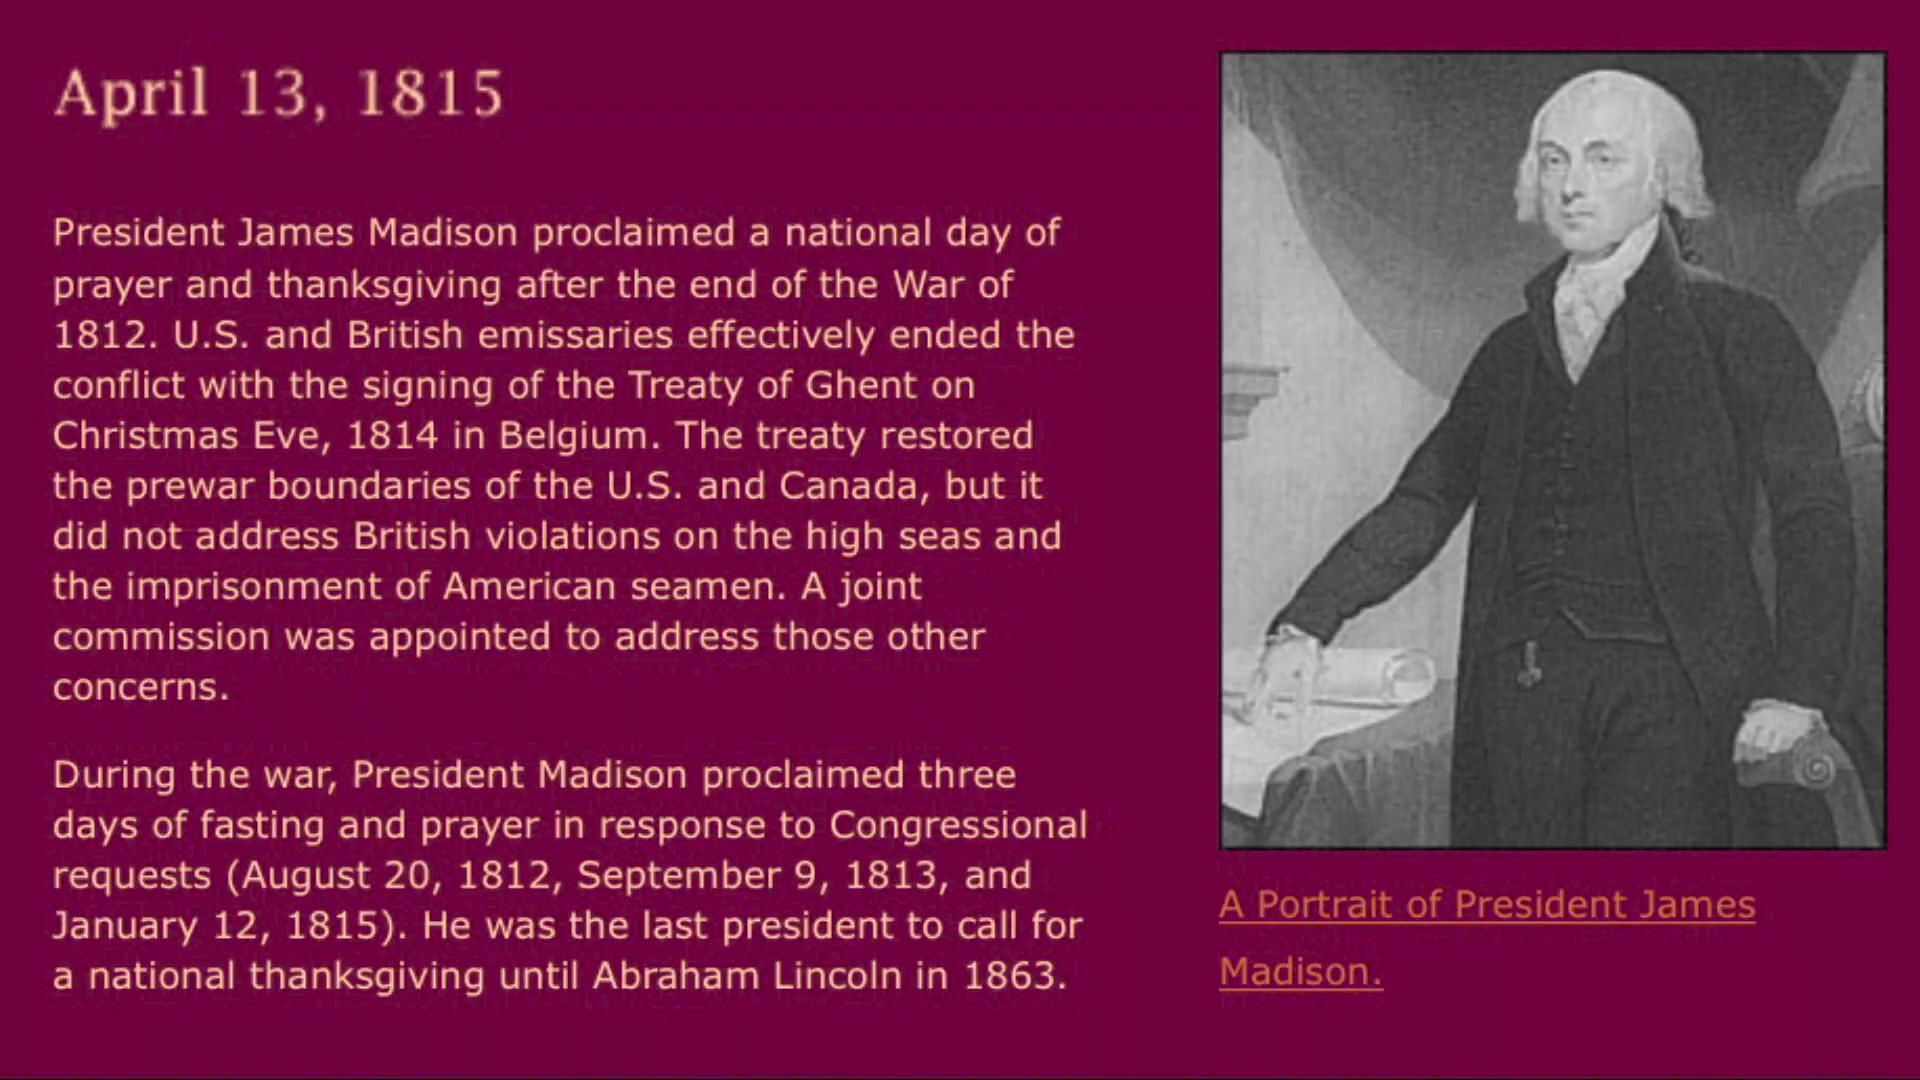 April 13, 1815
President James Madison proclaimed a national day of
prayer and thanksgiving after the end of the War of
1812. U.S. and British emissaries effectively ended the
conflict with the signing of the Treaty of Ghent on
Christmas Eve, 1814 in Belgium. The treaty restored
the prewar boundaries of the U.S. and Canada, but it
did not address British violations on the high seas and
the imprisonment of American seamen. A joint
commission was appointed to address those other
concerns.
During the war, President Madison proclaimed three
days of fasting and prayer in response to Congressional
requests (August 20, 1812, September 9, 1813, and
January 12, 1815). He was the last president to call for
a national thanksgiving until Abraham Lincoln in 1863.
A Portrait of President James
Madison.